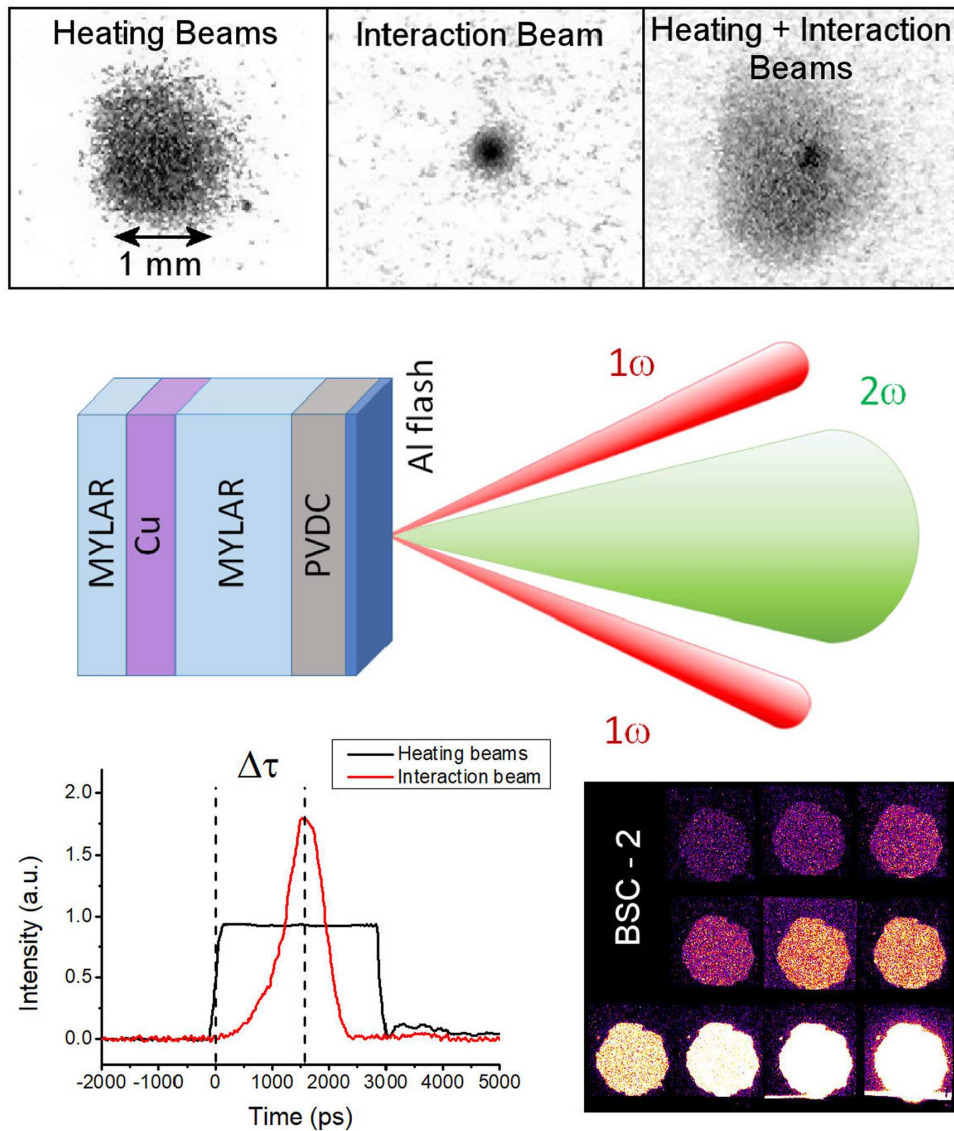 Heating Beams
Interaction Beam
Heating + Interaction
Beams
1 mm
1ω
2ω
Al flash
MYLAR
Cu
MYLAR
PVDC
1ω
Δτ
Heating beams
Interaction beam
2.0
1.5
1.0
0.5
0.0
Intensity (a.u.)
-2000 -1000 0 1000 2000 3000 4000 5000
Time (ps)
BSC - 2